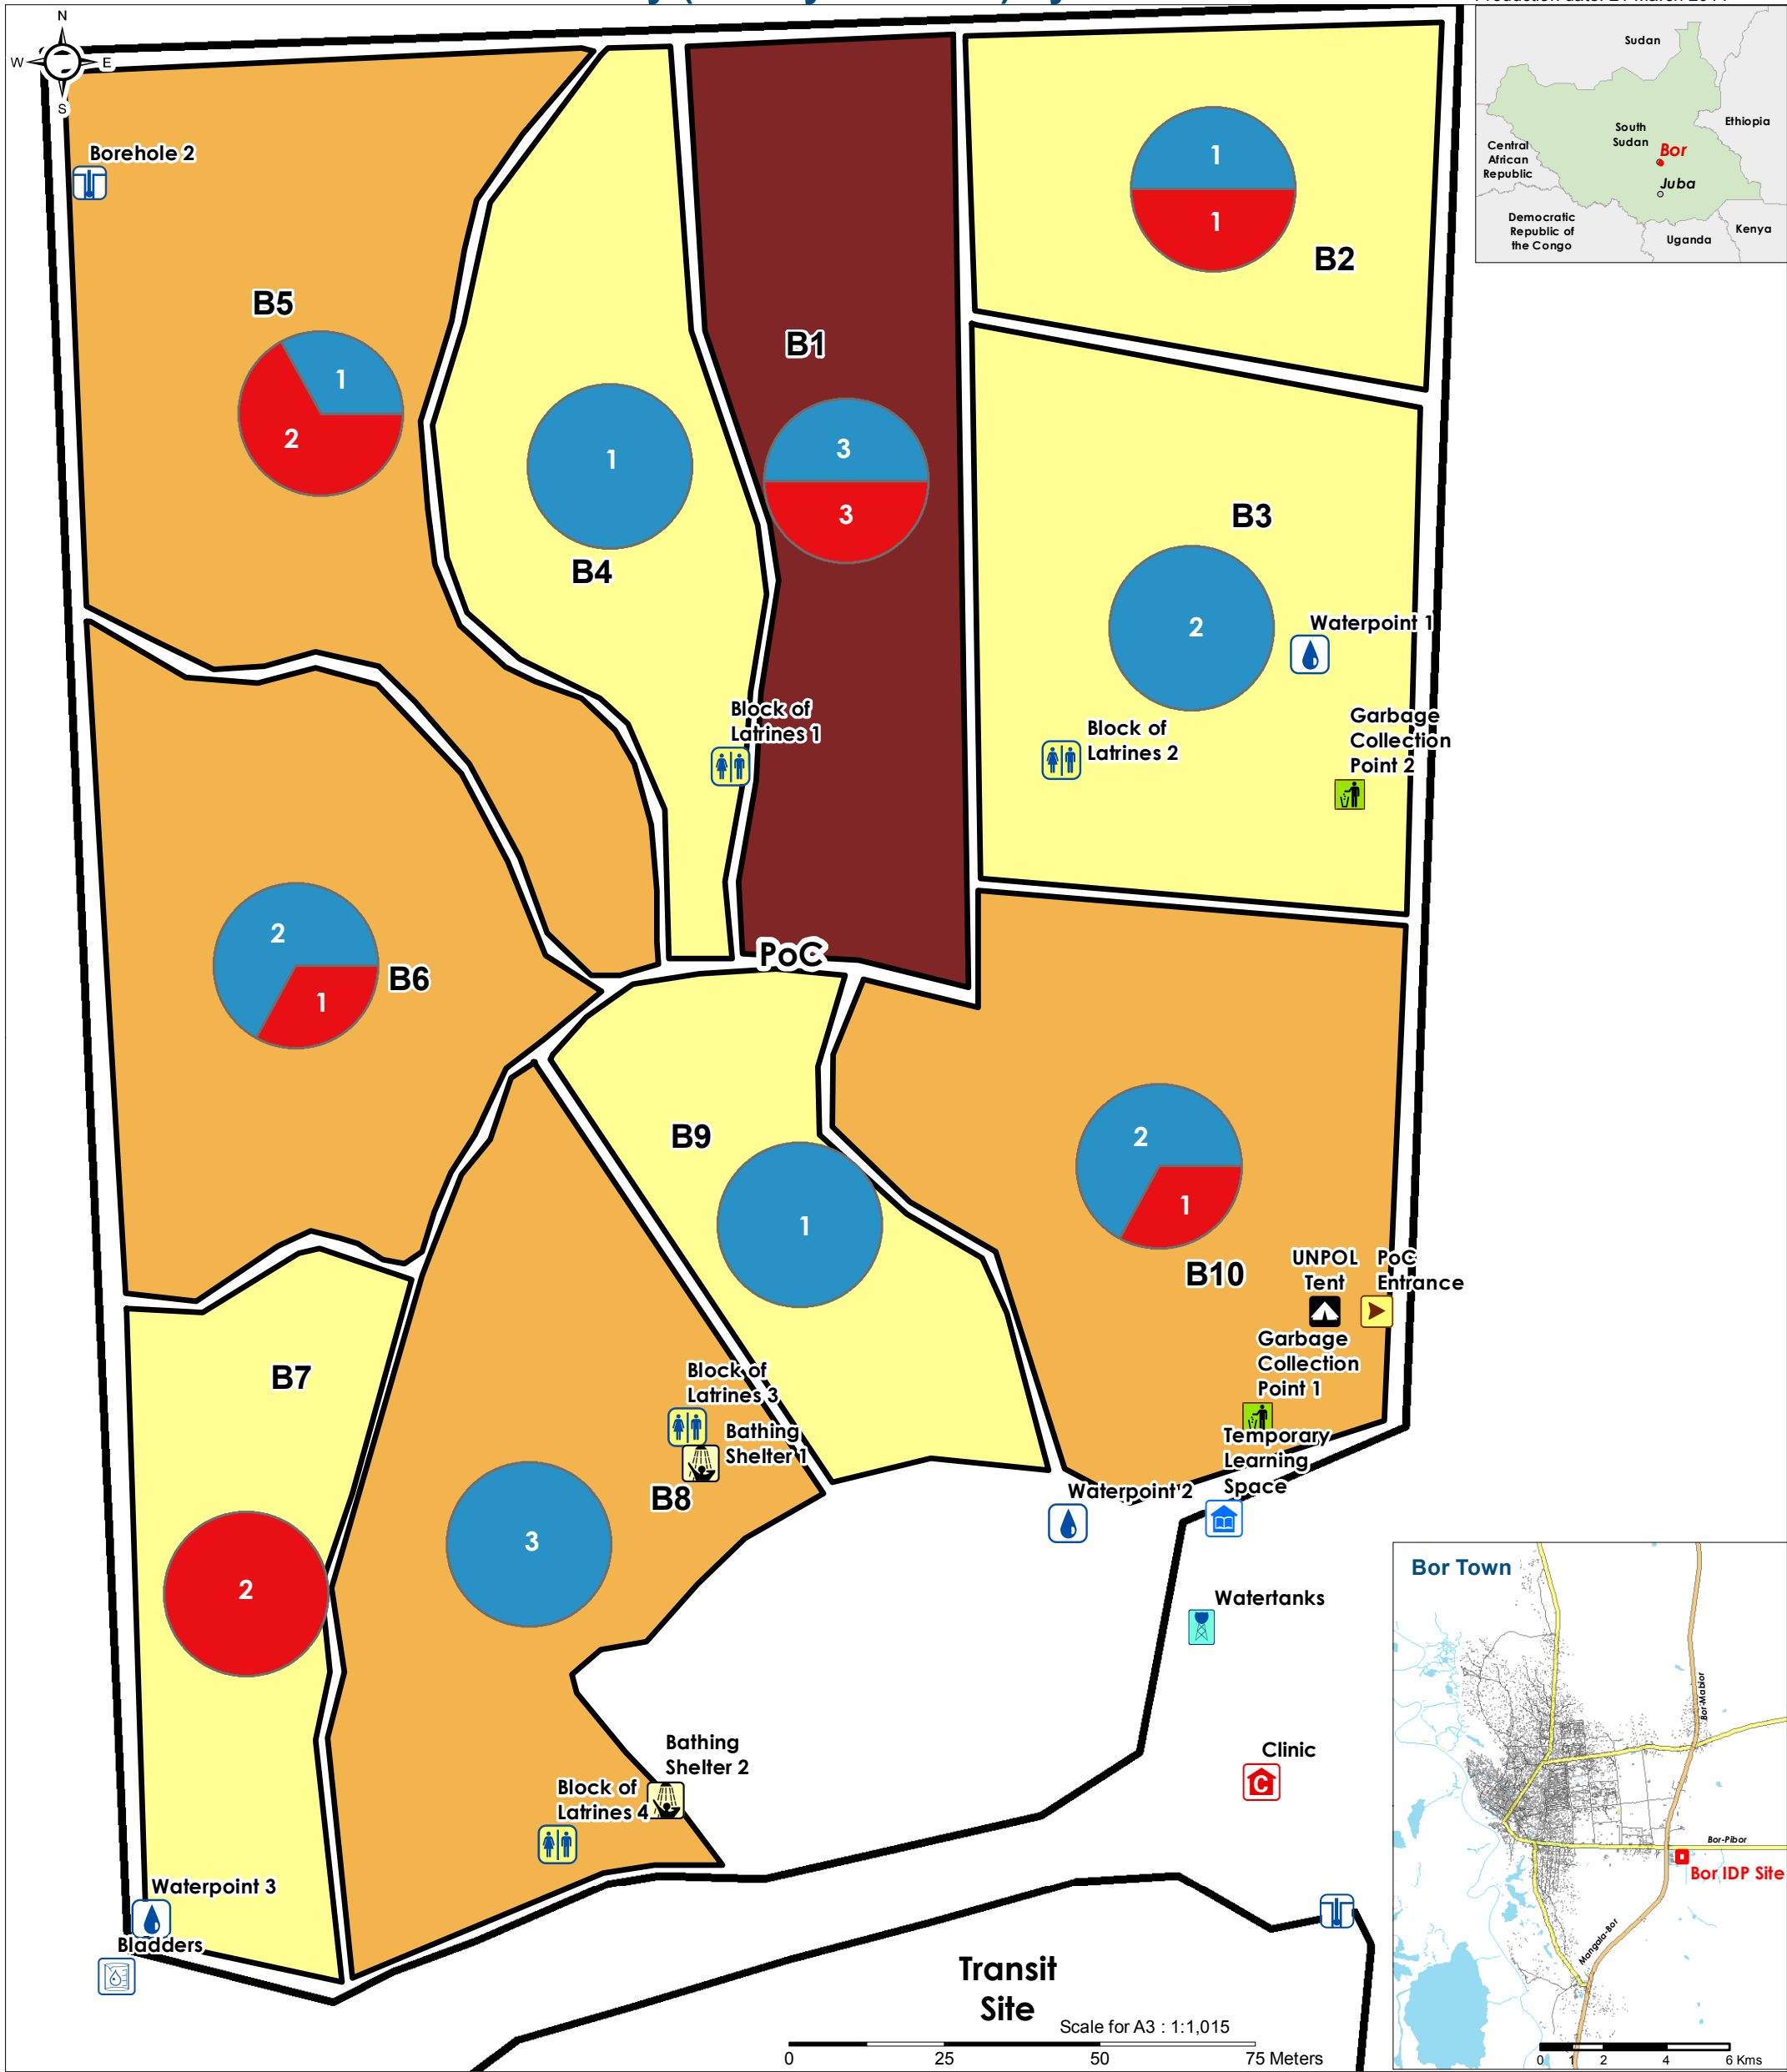 N
W
E
S
Sudan
Ethiopia
South
Sudan
Bor
Central
African
Republic
Juba
Democratic
Republic of
the Congo
Uganda
Kenya
Borehole 2
B5
1
2
B4
1
B1
3
3
B2
1
1
B3
2
Waterpoint 1
Block of
Latrines 1
Block of
Latrines 2
Garbage
Collection
Point 2
PoC
B6
2
1
B9
1
B10
2
1
UNPOL
Tent
PoC
Entrance
Garbage
Collection
Point 1
Temporary
Learning
Space
Waterpoint 2
B7
2
Block of
Latrines 3
Bathing
Shelter 1
B8
3
Watertanks
Clinic
Bathing
Shelter 2
Block of
Latrines 4
Waterpoint 3
Bladders
Transit
Site
Scale for A3 : 1:1,015
0
25
50
75 Meters
Bor Town
Bor-Mabior
Bor-Pibor
Bor IDP Site
Mangala-Bor
0 1 2 4 6 Kms